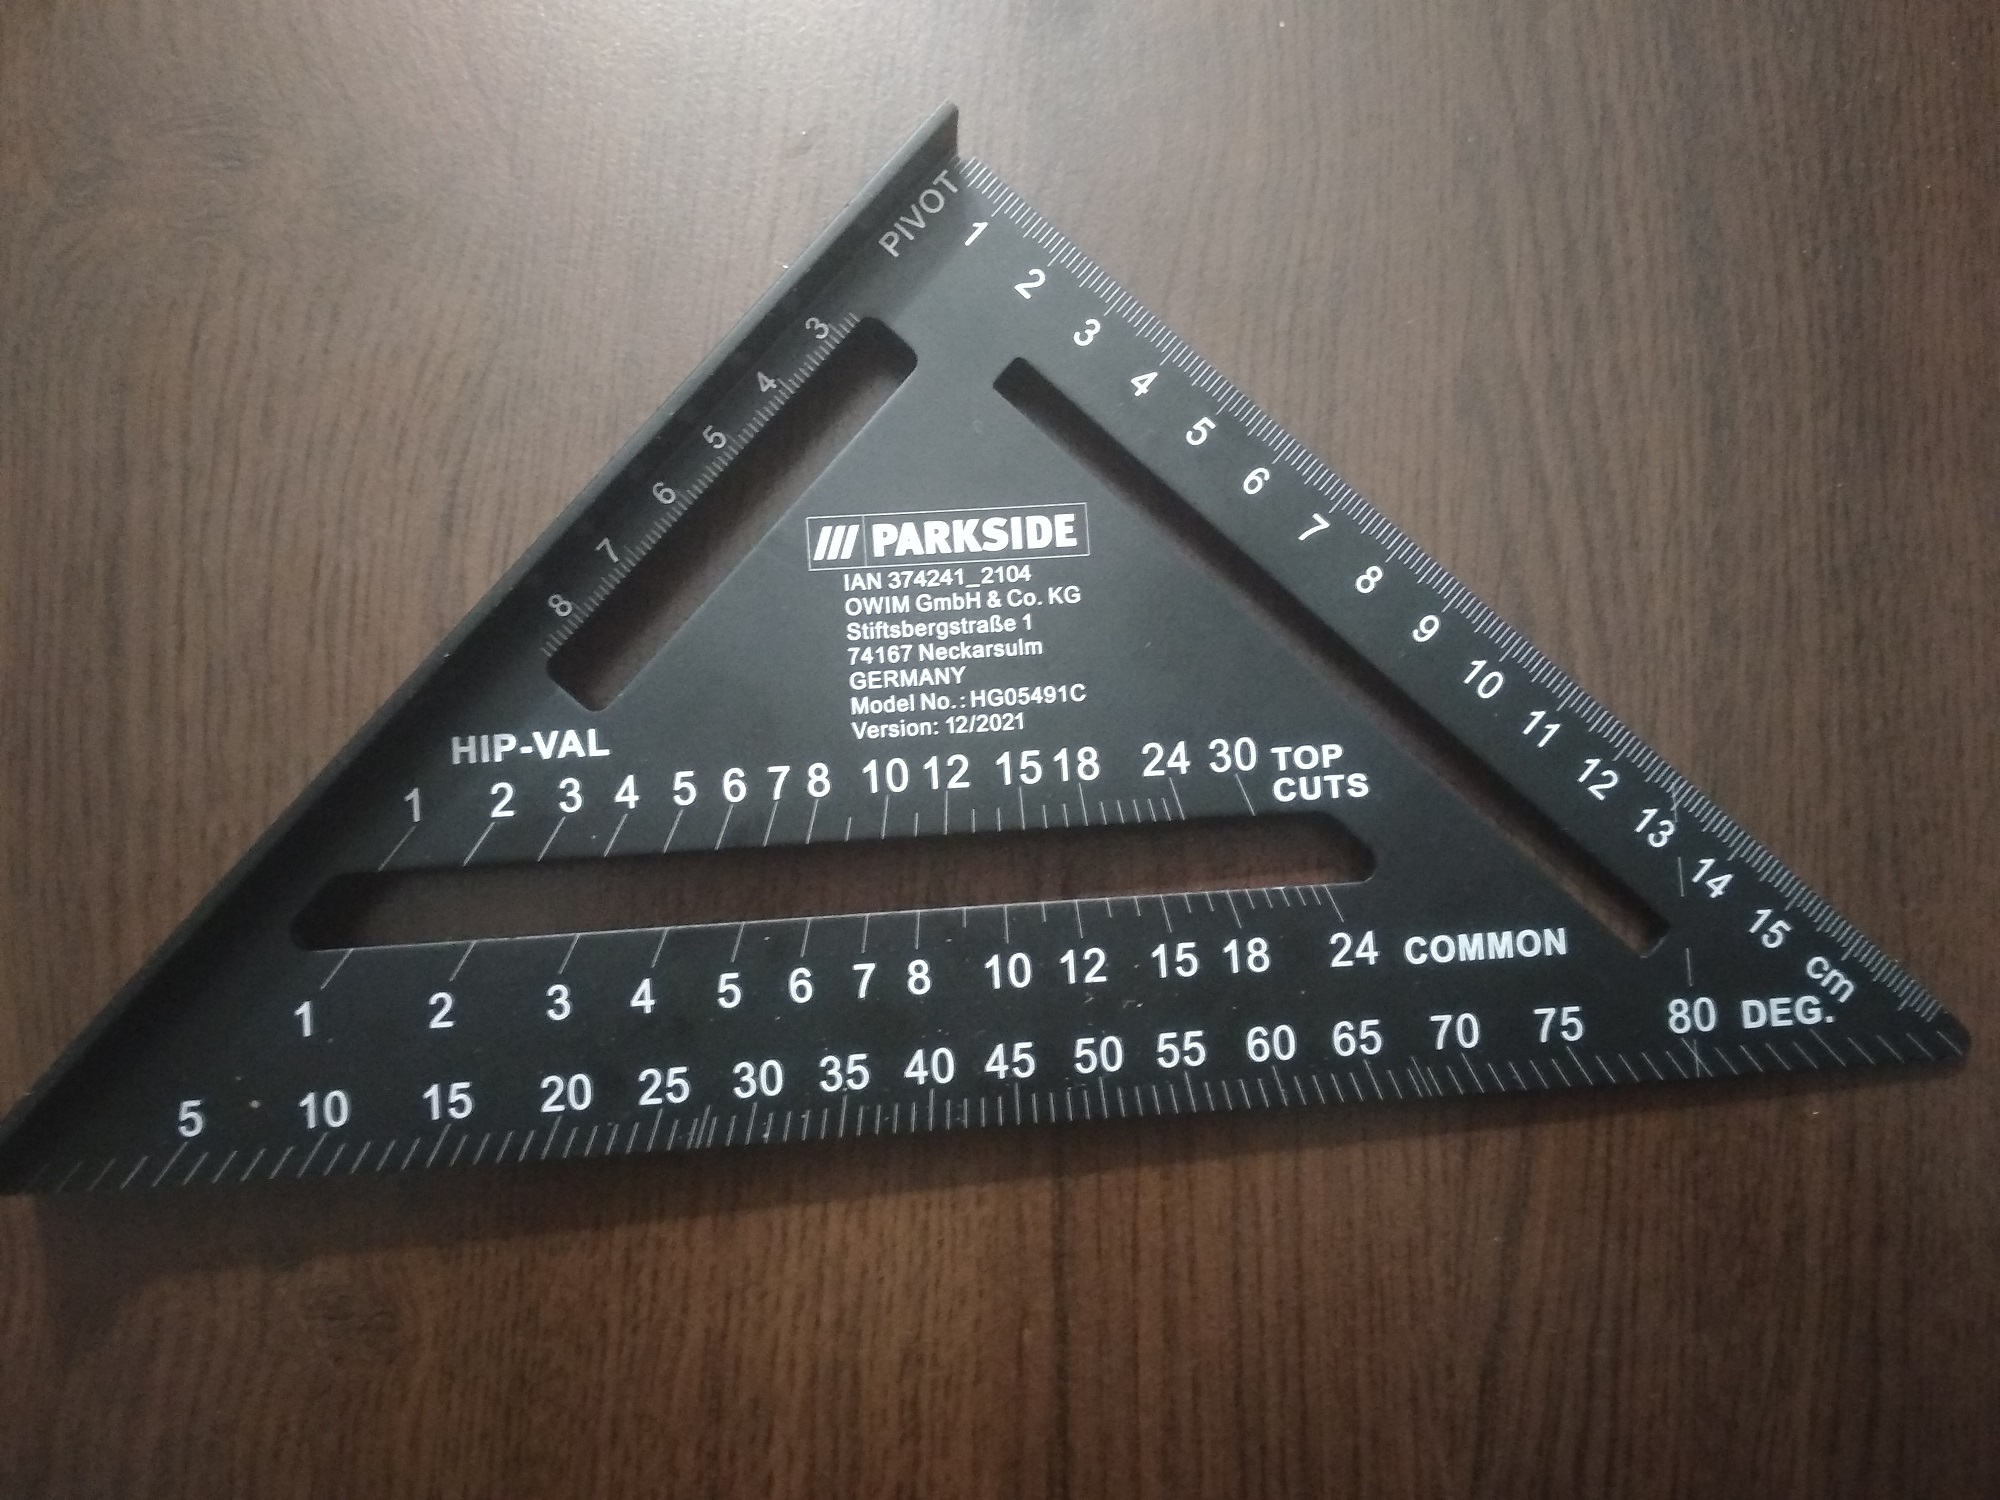 PIVOT
1 2 3 4 5 6 7 8 9 10 11 12 13 14 15 cm
3 4 5 6 7 8
PARKSIDE
IAN 374241_2104
OWIM GmbH & Co. KG
Stiftsbergstraße 1
74167 Neckarsulm
GERMANY
Model No.: HG05491C
Version: 12/2021
HIP-VAL
1 2 3 4 5 6 7 8 10 12 15 18 24 30 TOP
CUTS
1 2 3 4 5 6 7 8 10 12 15 18 24 COMMON
5 10 15 20 25 30 35 40 45 50 55 60 65 70 75 80 DEG.